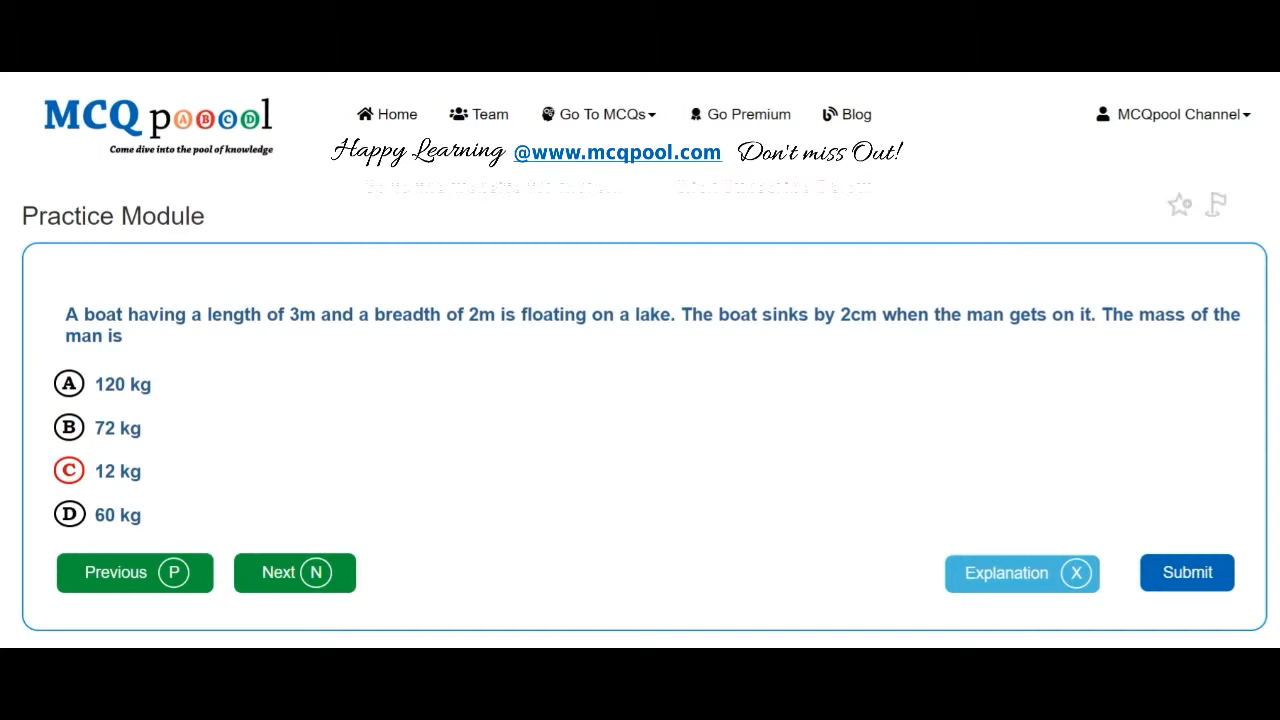 MCQ pooool
Come dive into the pool of knowledge
Home Team Go To MCQs Go Premium Blog MCQpool Channel
Happy Learning @www.mcqpool.com Don't miss Out!
Practice Module
A boat having a length of 3m and a breadth of 2m is floating on a lake. The boat sinks by 2cm when the man gets on it. The mass of the
man is
A 120 kg
B 72 kg
C 12 kg
D 60 kg
Previous P Next N Explanation X Submit